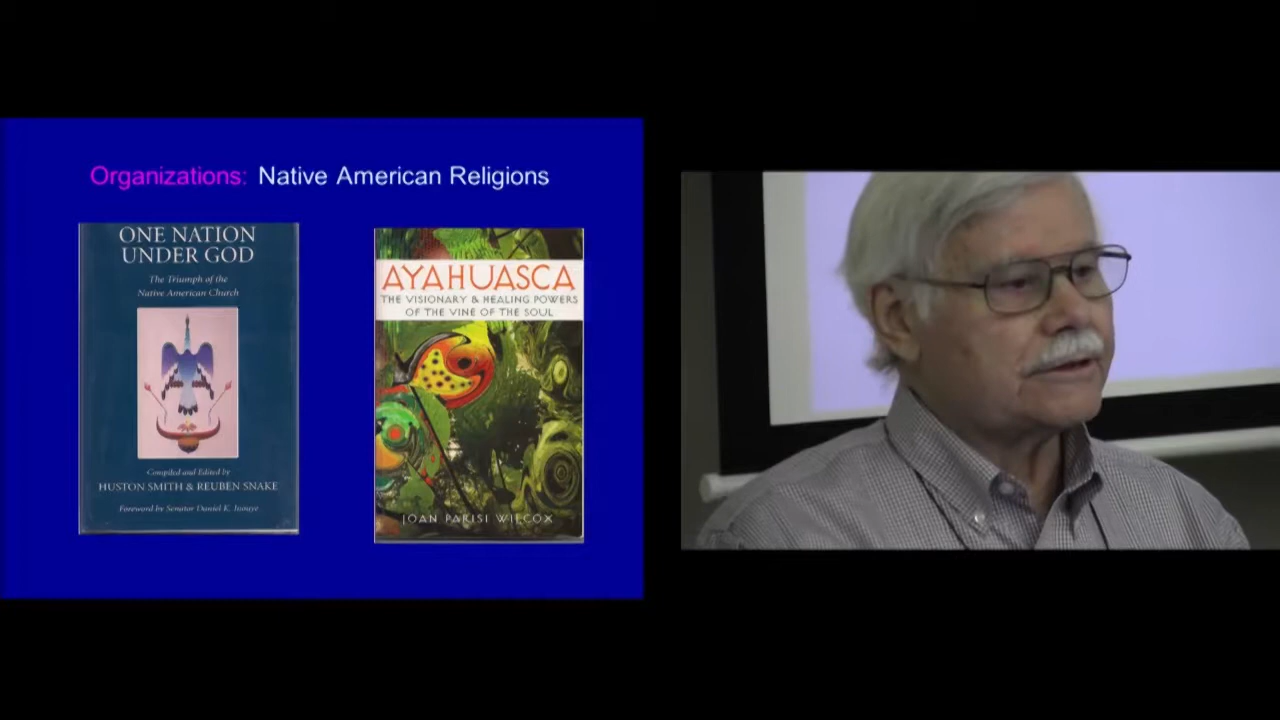 Organizations: Native American Religions
ONE NATION
UNDER GOD
The Triumph of the
Native American Church
Compiled and Edited by
HUSTON SMITH & REUBEN SNAKE
Foreword by Senator Daniel K. Inouye
AYAHUASCA
THE VISIONARY & HEALING POWERS
OF THE VINE OF THE SOUL
JOAN PARISI WILCOX